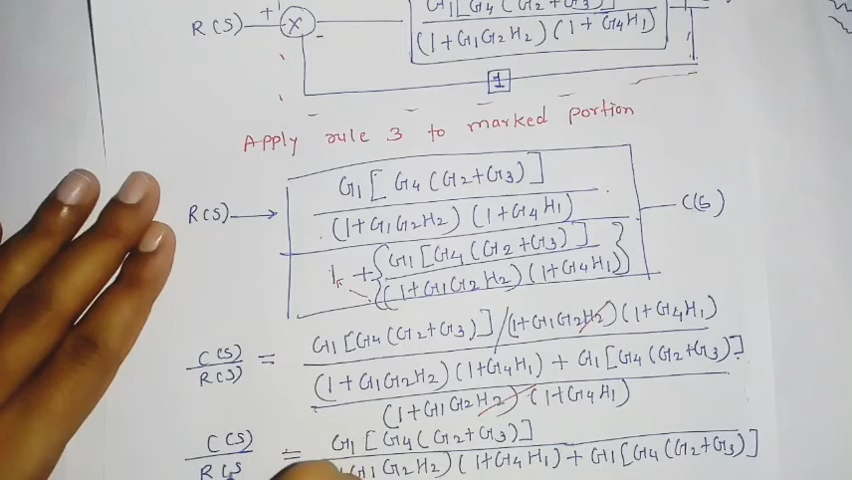 G1[G4(G2+G3)]
R(S) + X - (1+G1G2H2)(1+G4H1)
1
Apply rule 3 to marked portion
G1[G4(G2+G3)]
R(S) (1+G1G2H2)(1+G4H1) C(S)
1+{G1[G4(G2+G3)]
(1+G1G2H2)(1+G4H1)}
C(S) = G1[G4(G2+G3)]/(1+G1G2H2)(1+G4H1)
R(S) (1+G1G2H2)(1+G4H1)+G1[G4(G2+G3)]
(1+G1G2H2)(1+G4H1)
C(S) = G1[G4(G2+G3)]
R(S +G1G2H2)(1+G4H1)+G1[G4(G2+G3)]